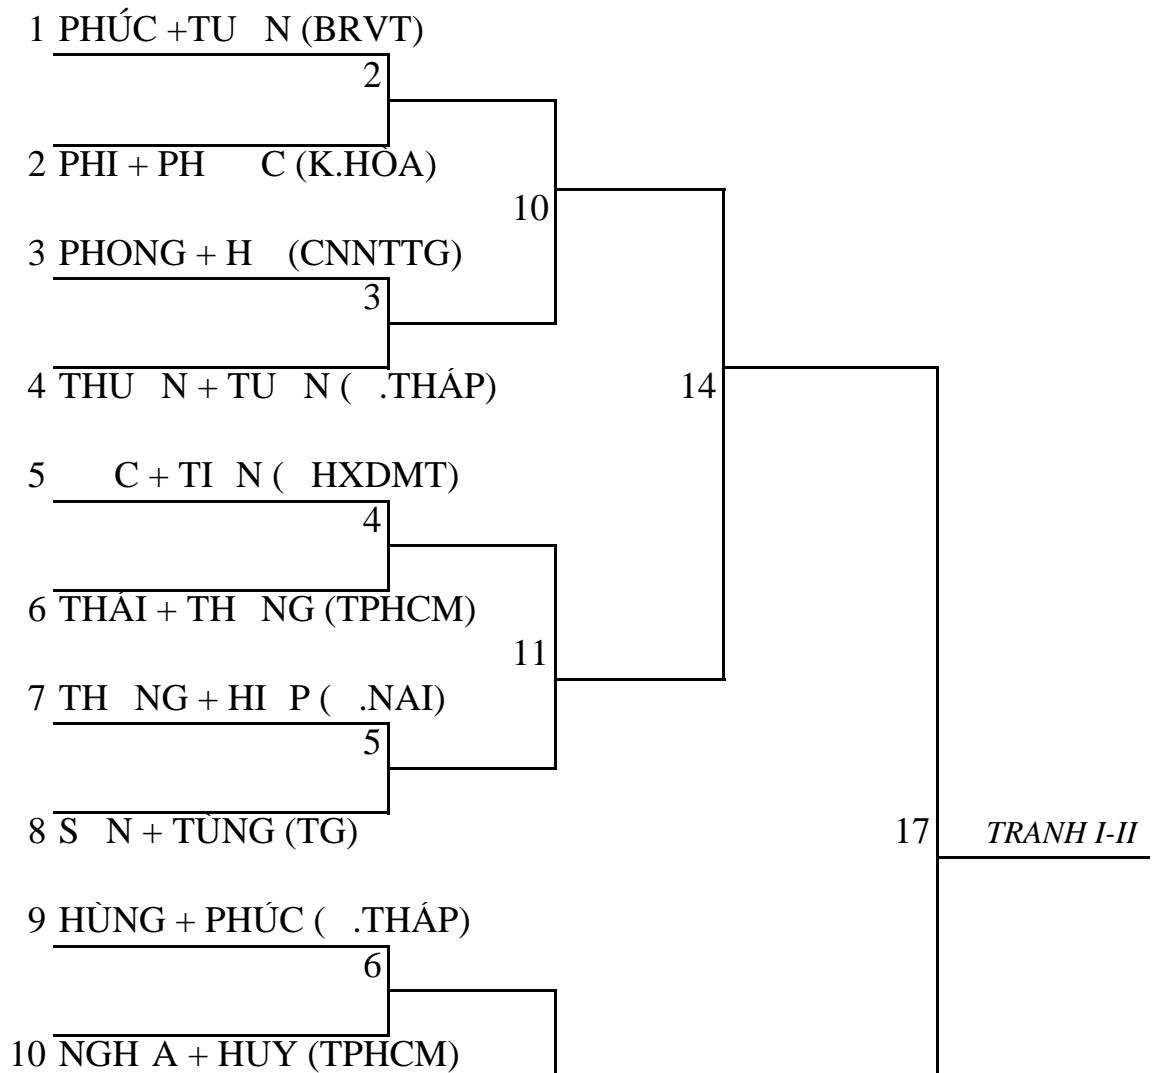 1 PHÚC +TU N (BRVT)
2
2 PHI + PH C (K.HÒA)
10
3 PHONG + H (CNNTTG)
3
4 THU N + TU N ( .THÁP)
14
5 C + TI N ( HXDMT)
4
6 THÁI + TH NG (TPHCM)
11
7 TH NG + HI P ( .NAI)
5
8 S N + TÙNG (TG)
17 TRANH I-II
9 HÙNG + PHÚC ( .THÁP)
6
10 NGH A + HUY (TPHCM)